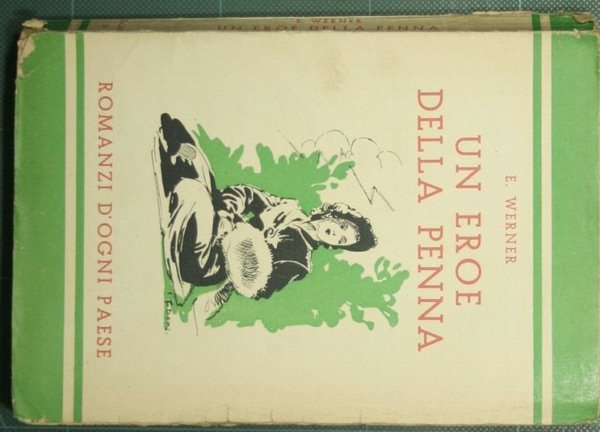 E. WERNER
UN EROE
DELLA PENNA
ROMANZI D'OGNI PAESE
E. WERNER
UN EROE DELLA PENNA